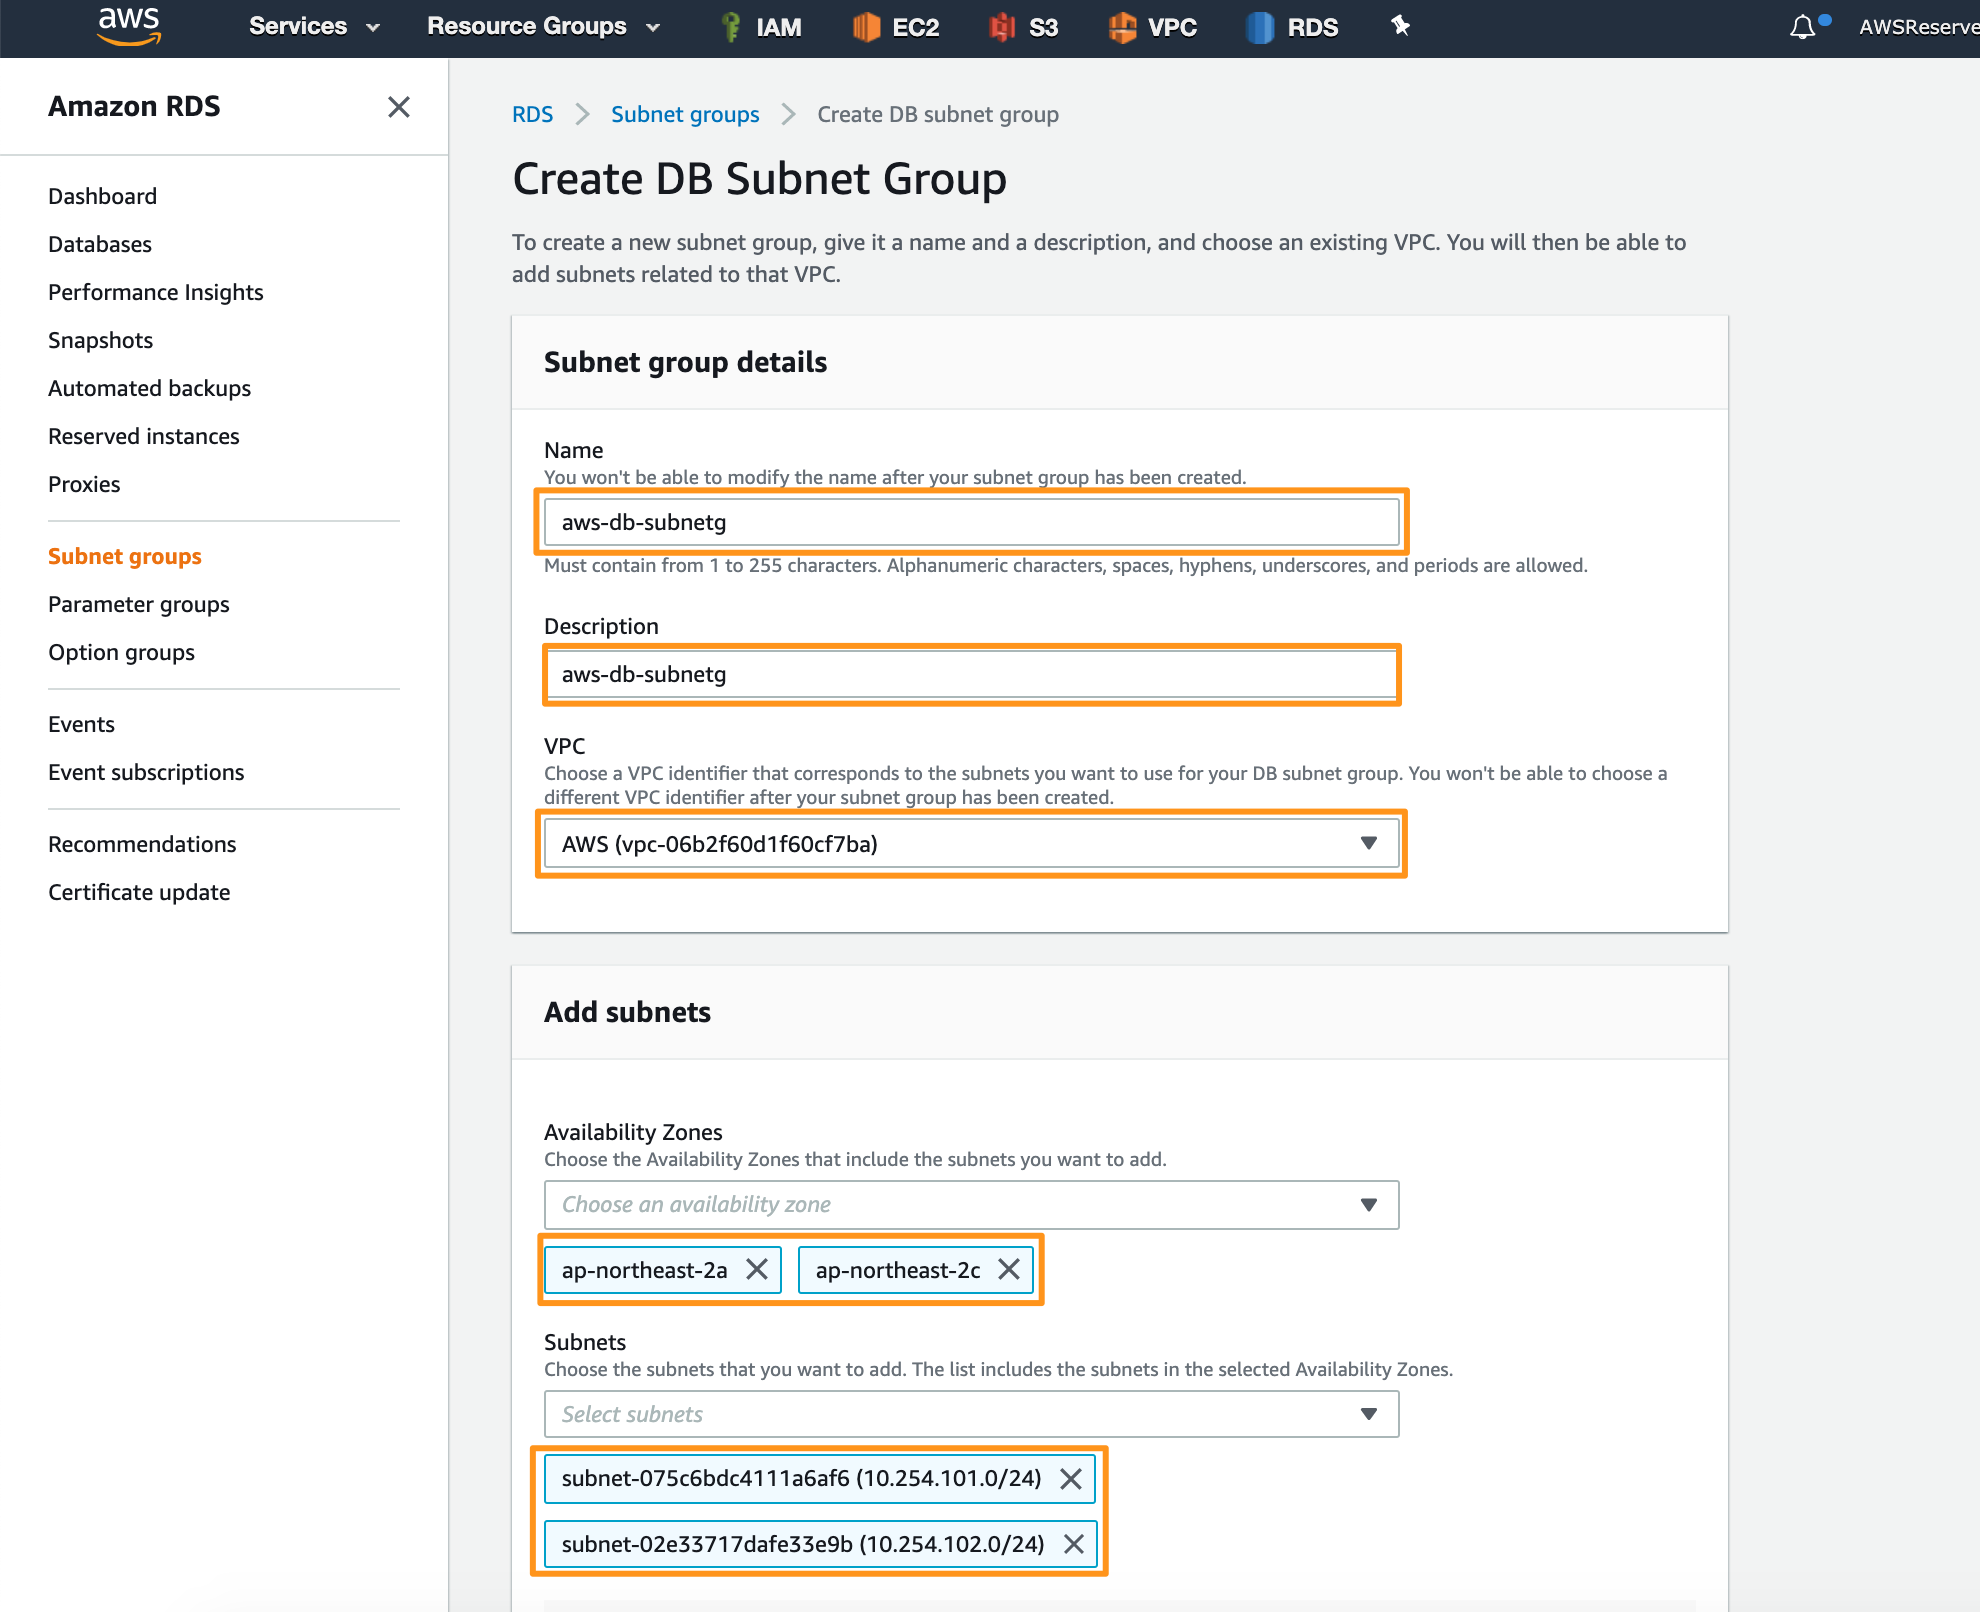 aws
Services
Resource Groups
IAM
EC2
S3
VPC
RDS
AWSReserve
Amazon RDS
Dashboard
Databases
Performance Insights
Snapshots
Automated backups
Reserved instances
Proxies
Subnet groups
Parameter groups
Option groups
Events
Event subscriptions
Recommendations
Certificate update
RDS
Subnet groups
Create DB subnet group
Create DB Subnet Group
To create a new subnet group, give it a name and a description, and choose an existing VPC. You will then be able to
add subnets related to that VPC.
Subnet group details
Name
You won't be able to modify the name after your subnet group has been created.
aws-db-subnetg
Must contain from 1 to 255 characters. Alphanumeric characters, spaces, hyphens, underscores, and periods are allowed.
Description
aws-db-subnetg
VPC
Choose a VPC identifier that corresponds to the subnets you want to use for your DB subnet group. You won't be able to choose a
different VPC identifier after your subnet group has been created.
AWS (vpc-06b2f60d1f60cf7ba)
Add subnets
Availability Zones
Choose the Availability Zones that include the subnets you want to add.
Choose an availability zone
ap-northeast-2a
ap-northeast-2c
Subnets
Choose the subnets that you want to add. The list includes the subnets in the selected Availability Zones.
Select subnets
subnet-075c6bdc4111a6af6 (10.254.101.0/24)
subnet-02e33717dafe33e9b (10.254.102.0/24)